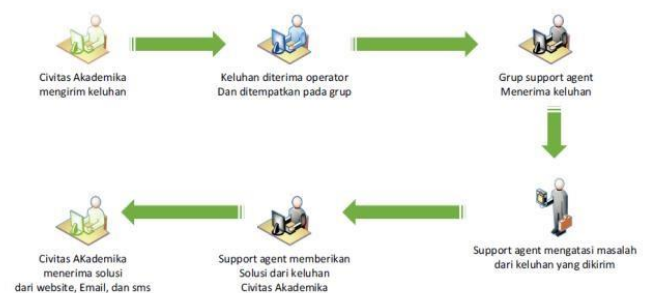 Civitas Akademika
mengirim keluhan
Keluhan diterima operator
Dan ditempatkan pada grup
Grup support agent
Menerima keluhan
Support agent mengatasi masalah
dari keluhan yang dikirim
Support agent memberikan
Solusi dari keluhan
Civitas Akademika
Civitas AKademika
menerima solusi
dari website, Email, dan sms